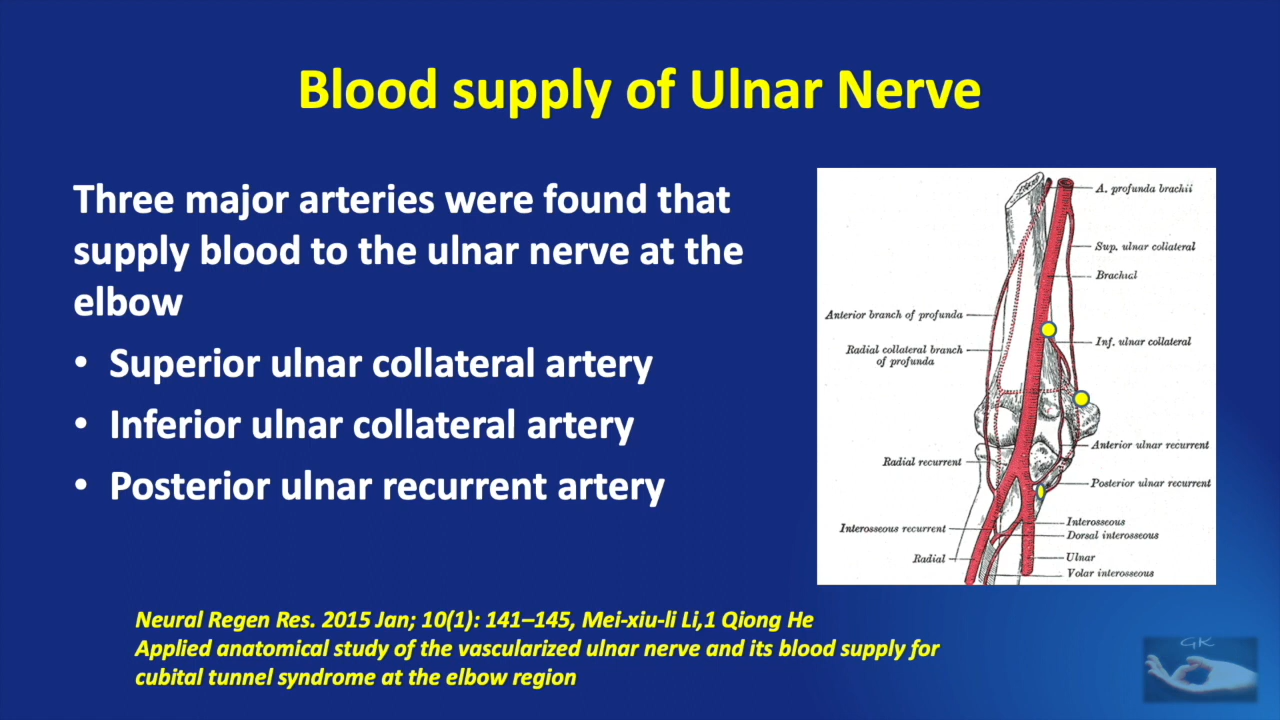 Blood supply of Ulnar Nerve
Three major arteries were found that
supply blood to the ulnar nerve at the
elbow
• Superior ulnar collateral artery
• Inferior ulnar collateral artery
• Posterior ulnar recurrent artery
A. profunda brachii
Sup. ulnar collateral
Brachial
Anterior branch of profunda
Inf. ulnar collateral
Radial collateral branch
of profunda
Anterior ulnar recurrent
Radial recurrent
Posterior ulnar recurrent
Interosseous
Interosseous recurrent
Dorsal interosseous
Ulnar
Radial
Volar interosseous
Neural Regen Res. 2015 Jan; 10(1): 141–145, Mei-xiu-li Li,1 Qiong He
Applied anatomical study of the vascularized ulnar nerve and its blood supply for
cubital tunnel syndrome at the elbow region
GK